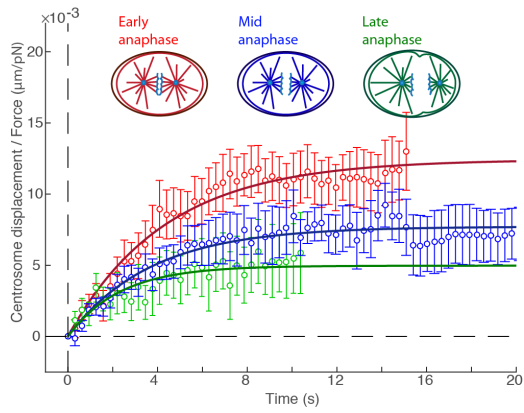 ×10⁻³
Early
anaphase
Mid
anaphase
Late
anaphase
20
15
10
5
0
Centrosome displacement / Force (µm/pN)
0
4
8
12
16
20
Time (s)